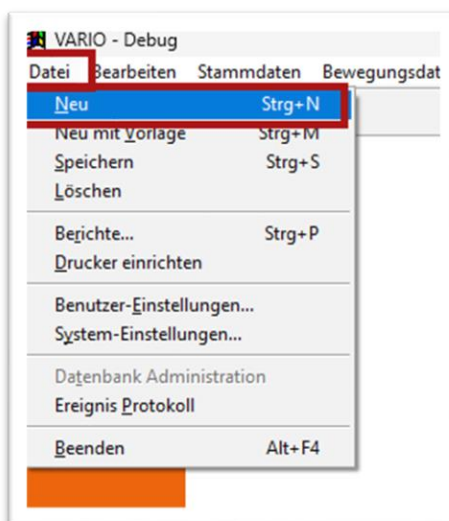 VARIO - Debug
Datei Bearbeiten Stammdaten Bewegungsdat
Neu Strg+N
Neu mit Vorlage Strg+M
Speichern Strg+S
Löschen
Berichte... Strg+P
Drucker einrichten
Benutzer-Einstellungen...
System-Einstellungen...
Datenbank Administration
Ereignis Protokoll
Beenden Alt+F4